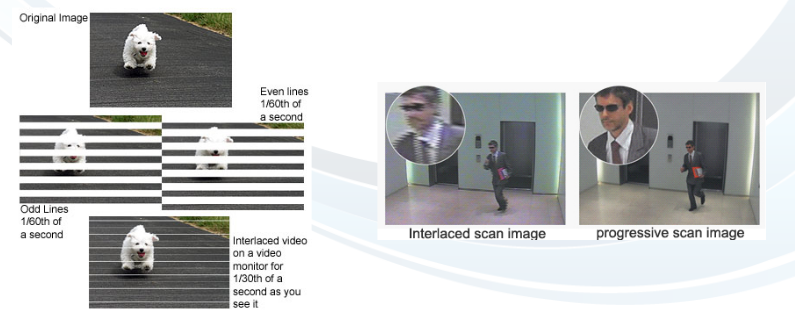 Original Image
Even lines
1/60th of
a second
Odd Lines
1/60th of
a second
Interlaced video
on a video
monitor for
1/30th of a
second as you
see it
Interlaced scan image
progressive scan image